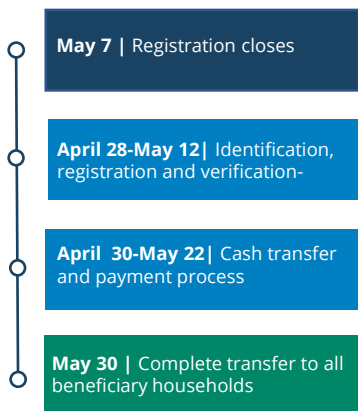 May 7 | Registration closes
April 28-May 12| Identification,
registration and verification-
April  30-May 22| Cash transfer
and payment process
May 30 | Complete transfer to all
beneficiary households